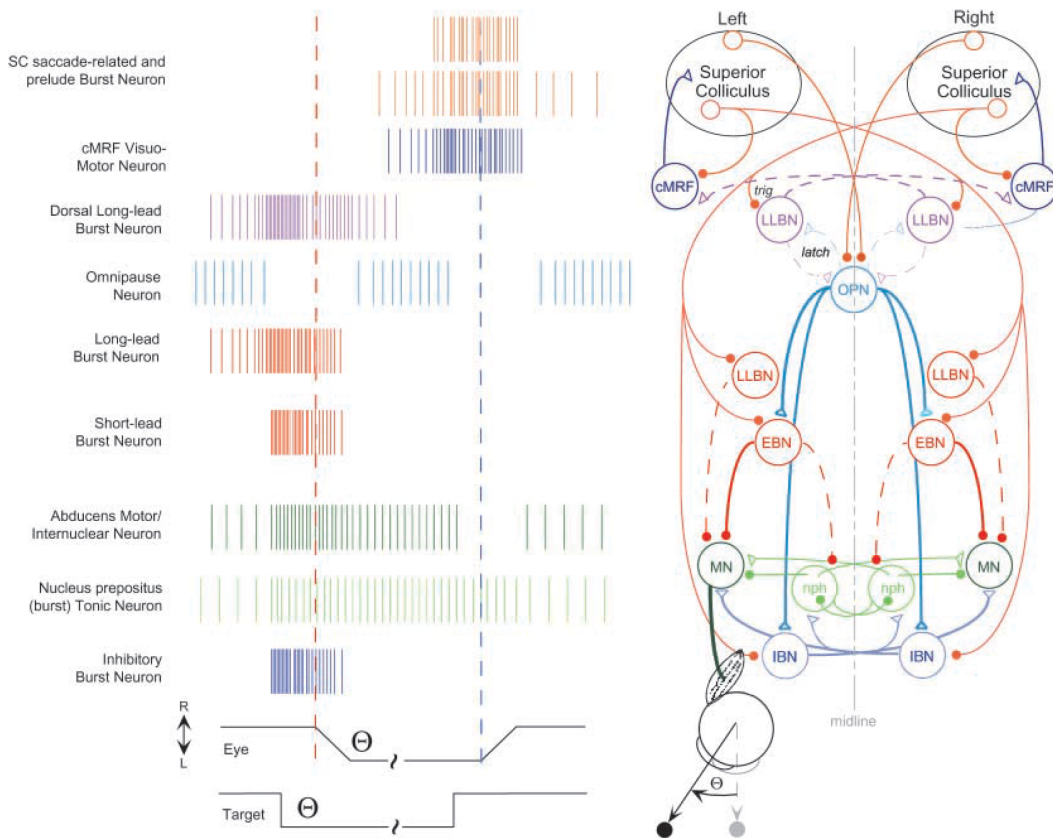 SC saccade-related and
prelude Burst Neuron
cMRF Visuo-
Motor Neuron
Dorsal Long-lead
Burst Neuron
Omnipause
Neuron
Long-lead
Burst Neuron
Short-lead
Burst Neuron
Abducens Motor/
Internuclear Neuron
Nucleus prepositus
(burst) Tonic Neuron
Inhibitory
Burst Neuron
R
L
Eye
Θ
Target
Θ
Left
Right
Superior
Colliculus
Superior
Colliculus
cMRF
cMRF
trig
LLBN
LLBN
latch
OPN
LLBN
LLBN
EBN
EBN
MN
MN
nph
nph
IBN
IBN
midline
Θ